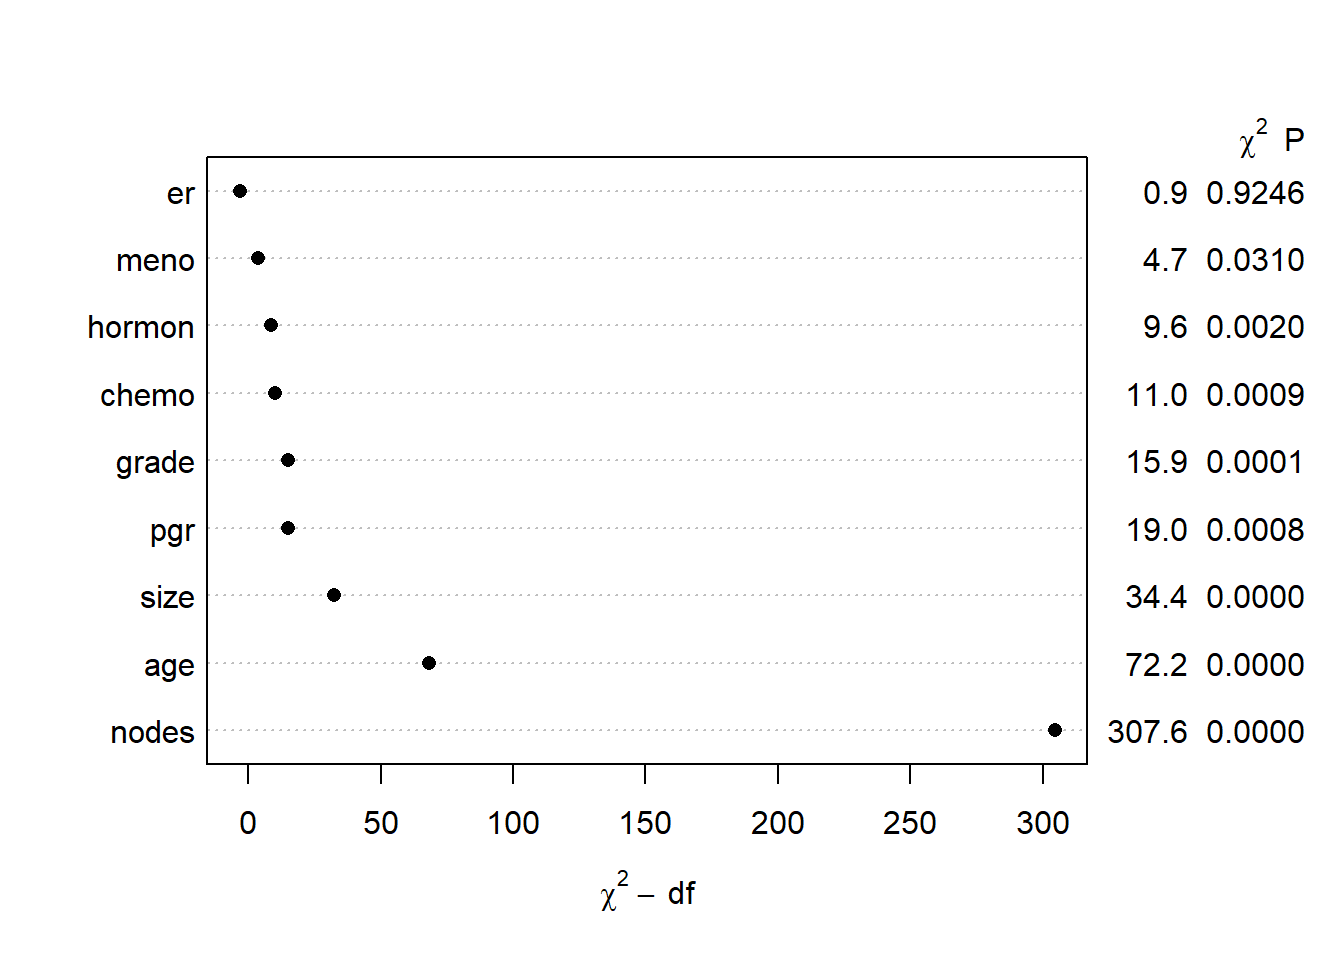 χ² P
er 0.9 0.9246
meno 4.7 0.0310
hormon 9.6 0.0020
chemo 11.0 0.0009
grade 15.9 0.0001
pgr 19.0 0.0008
size 34.4 0.0000
age 72.2 0.0000
nodes 307.6 0.0000
0 50 100 150 200 250 300
χ² − df